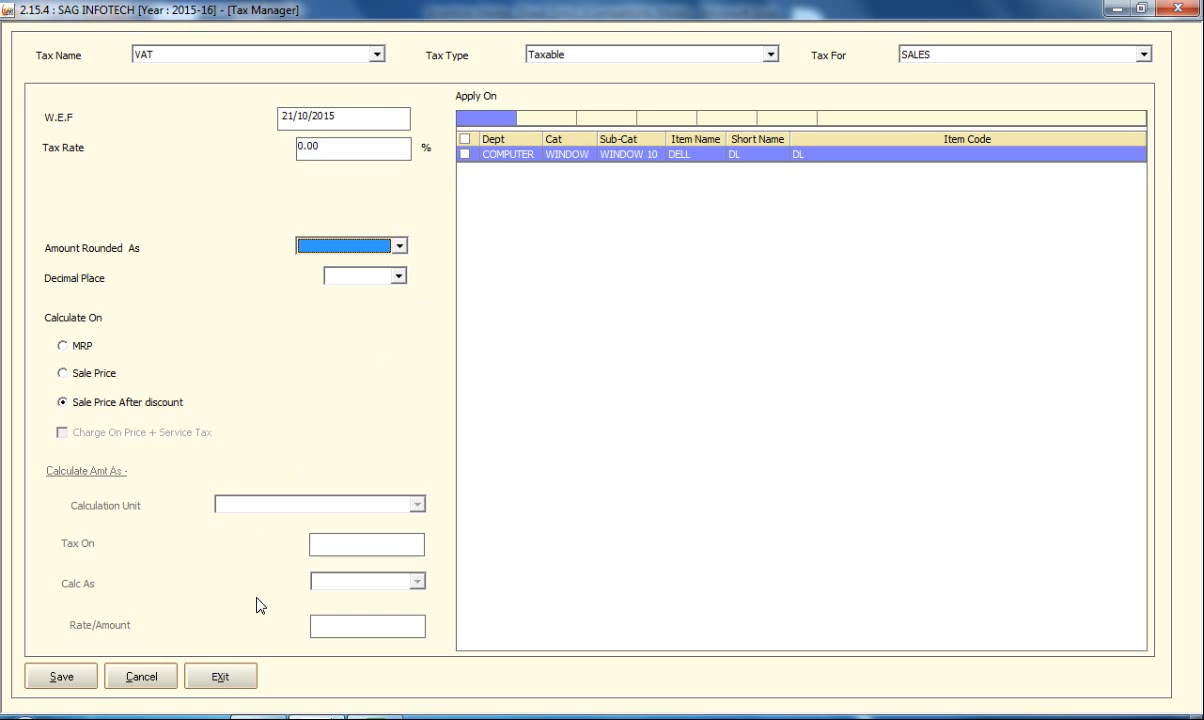 2.15.4 : SAG INFOTECH [Year : 2015-16] - [Tax Manager]
Tax Name VAT Tax Type Taxable Tax For SALES
W.E.F 21/10/2015
Tax Rate 0.00 %
Amount Rounded As
Decimal Place
Calculate On
MRP
Sale Price
Sale Price After discount
Charge On Price + Service Tax
Calculate Amt As -
Calculation Unit
Tax On
Calc As
Rate/Amount
Apply On
Dept Cat Sub-Cat Item Name Short Name Item Code
COMPUTER WINDOW WINDOW 10 DELL DL DL
Save Cancel EXit